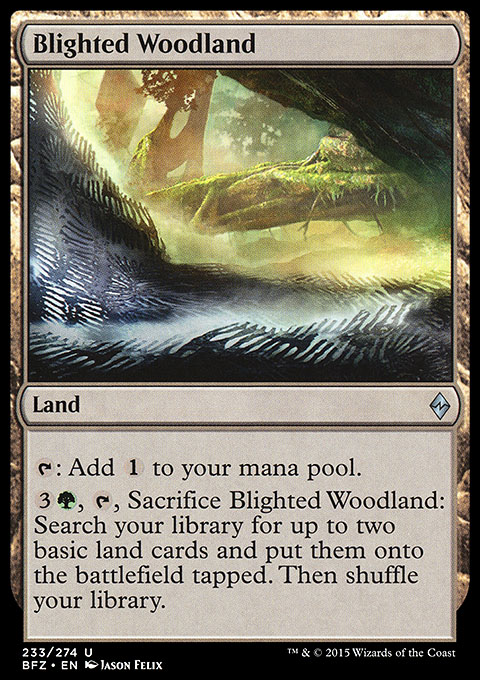 Blighted Woodland
Land
: Add 1 to your mana pool.
3, , Sacrifice Blighted Woodland:
Search your library for up to two
basic land cards and put them onto
the battlefield tapped. Then shuffle
your library.
233/274 U
BFZ • EN Jason Felix
™ & © 2015 Wizards of the Coast